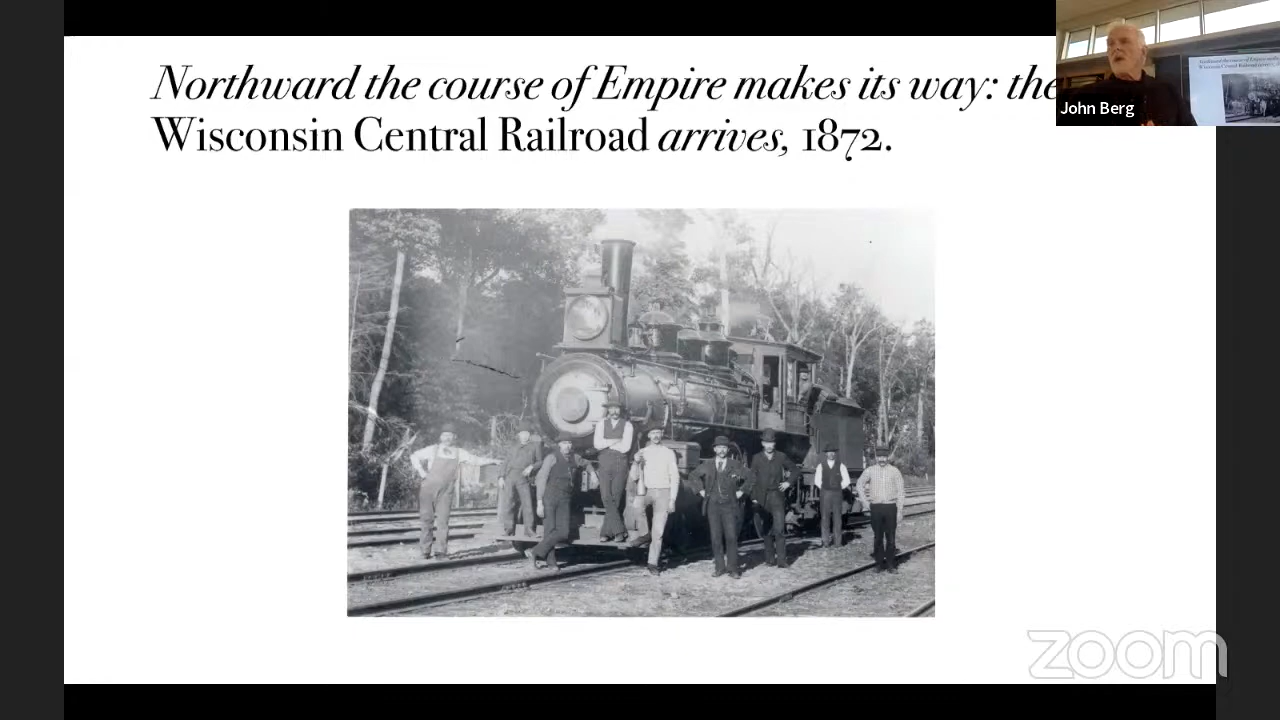 Northward the course of Empire makes its way: the
Wisconsin Central Railroad arrives, 1872.
John Berg
zoom